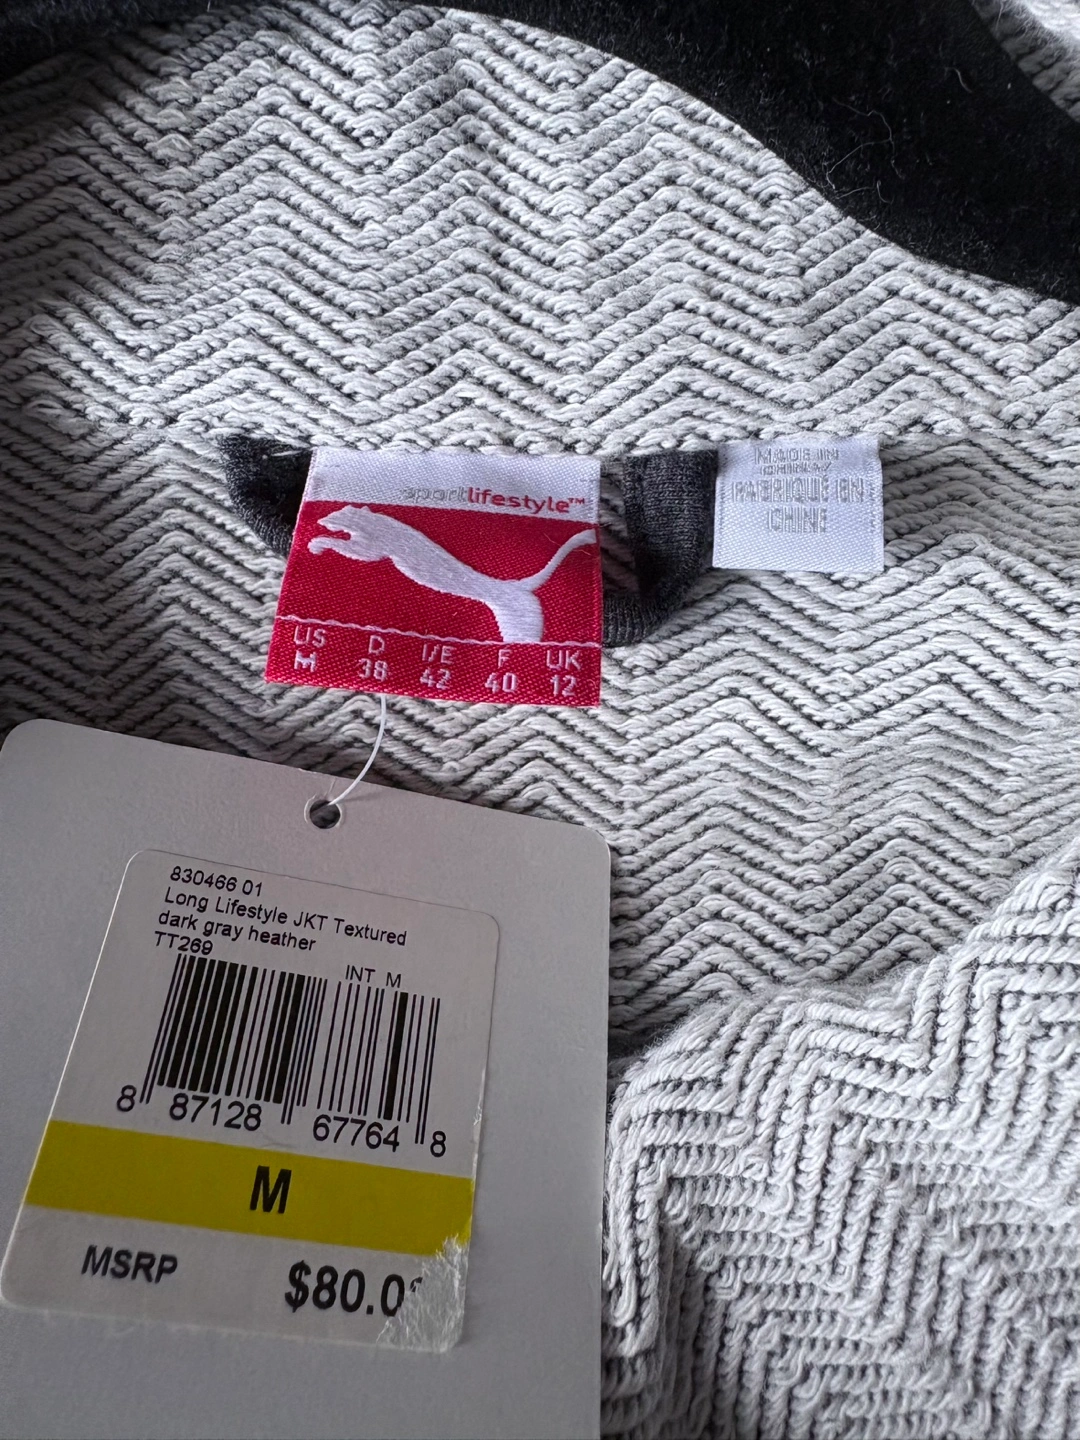 sportlifestyle™
US D I/E F UK
M 38 42 40 12
MADE IN
CHINA/
FABRIQUÉ EN
CHINE
830466 01
Long Lifestyle JKT Textured
dark gray heather
TT269
INT M
8 87128 67764 8
M
MSRP $80.0